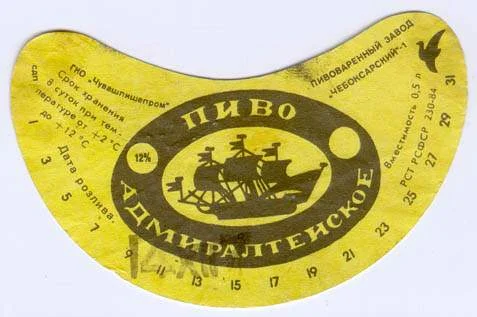 ГКО "Чувашпищепром"
Срок хранения
8 суток при тем-
пературе от +2°С
до +12°С
Дата розлива.
ПИВОВАРЕННЫЙ ЗАВОД
"ЧЕБОКСАРСКИЙ"-1
Вместимость 0,5 л
РСТ РСФСР 230-84
ПИВО
12%
АДМИРАЛТЕЙСКОЕ
1 3 5 7 9 11 13 15 17 19 21 23 25 27 29 31